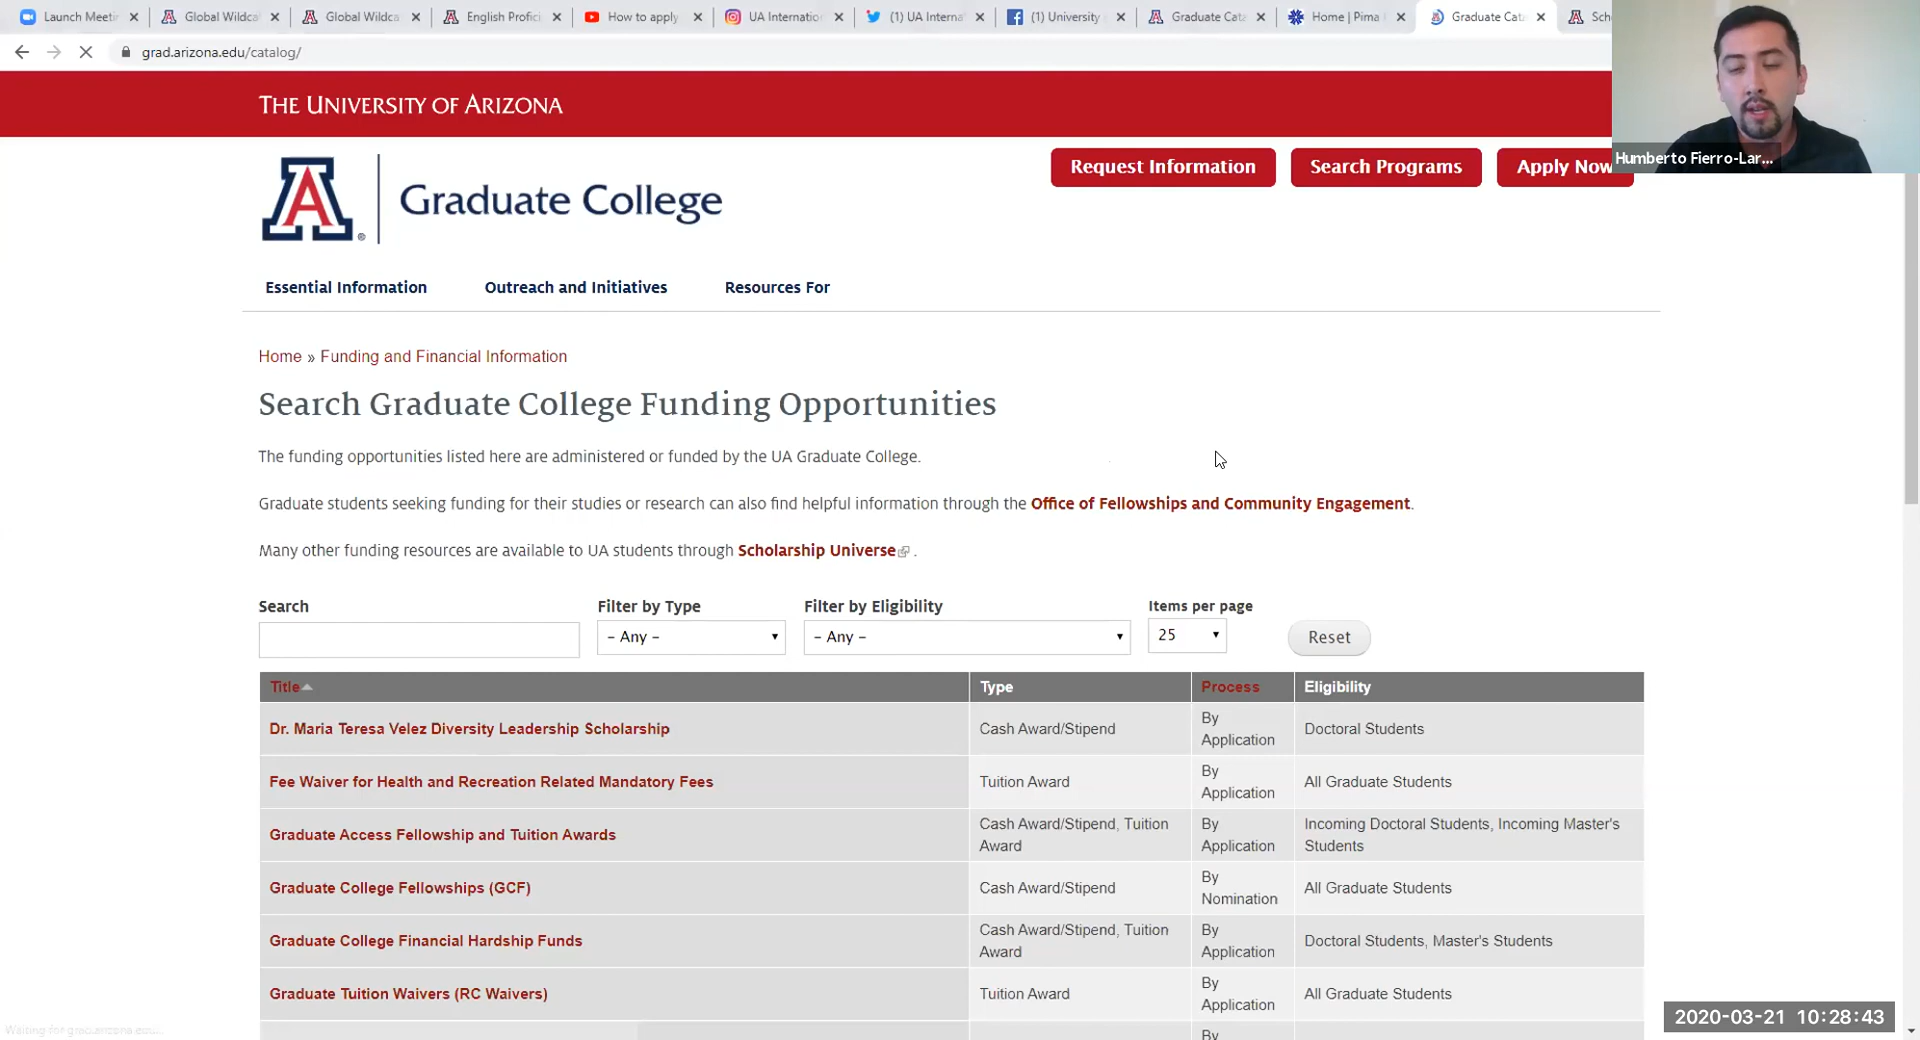 Launch Meetin
Global Wildca
Global Wildca
English Profici
How to apply
UA Internatio
(1) UA Interna
(1) University
Graduate Cata
Home | Pima
Graduate Cata
Sch
grad.arizona.edu/catalog/
THE UNIVERSITY OF ARIZONA
Request Information
Search Programs
Apply Now
Humberto Fierro-Lar...
A
®
Graduate College
Essential Information
Outreach and Initiatives
Resources For
Home » Funding and Financial Information
Search Graduate College Funding Opportunities
The funding opportunities listed here are administered or funded by the UA Graduate College.
Graduate students seeking funding for their studies or research can also find helpful information through the Office of Fellowships and Community Engagement.
Many other funding resources are available to UA students through Scholarship Universe .
Search
Filter by Type
Filter by Eligibility
Items per page
- Any -
- Any -
25
Reset
Title
Type
Process
Eligibility
Dr. Maria Teresa Velez Diversity Leadership Scholarship
Cash Award/Stipend
By
Application
Doctoral Students
Fee Waiver for Health and Recreation Related Mandatory Fees
Tuition Award
By
Application
All Graduate Students
Graduate Access Fellowship and Tuition Awards
Cash Award/Stipend, Tuition
Award
By
Application
Incoming Doctoral Students, Incoming Master's
Students
Graduate College Fellowships (GCF)
Cash Award/Stipend
By
Nomination
All Graduate Students
Graduate College Financial Hardship Funds
Cash Award/Stipend, Tuition
Award
By
Application
Doctoral Students, Master's Students
Graduate Tuition Waivers (RC Waivers)
Tuition Award
By
Application
All Graduate Students
By
Waiting for grad.arizona.edu...
2020-03-21 10:28:43